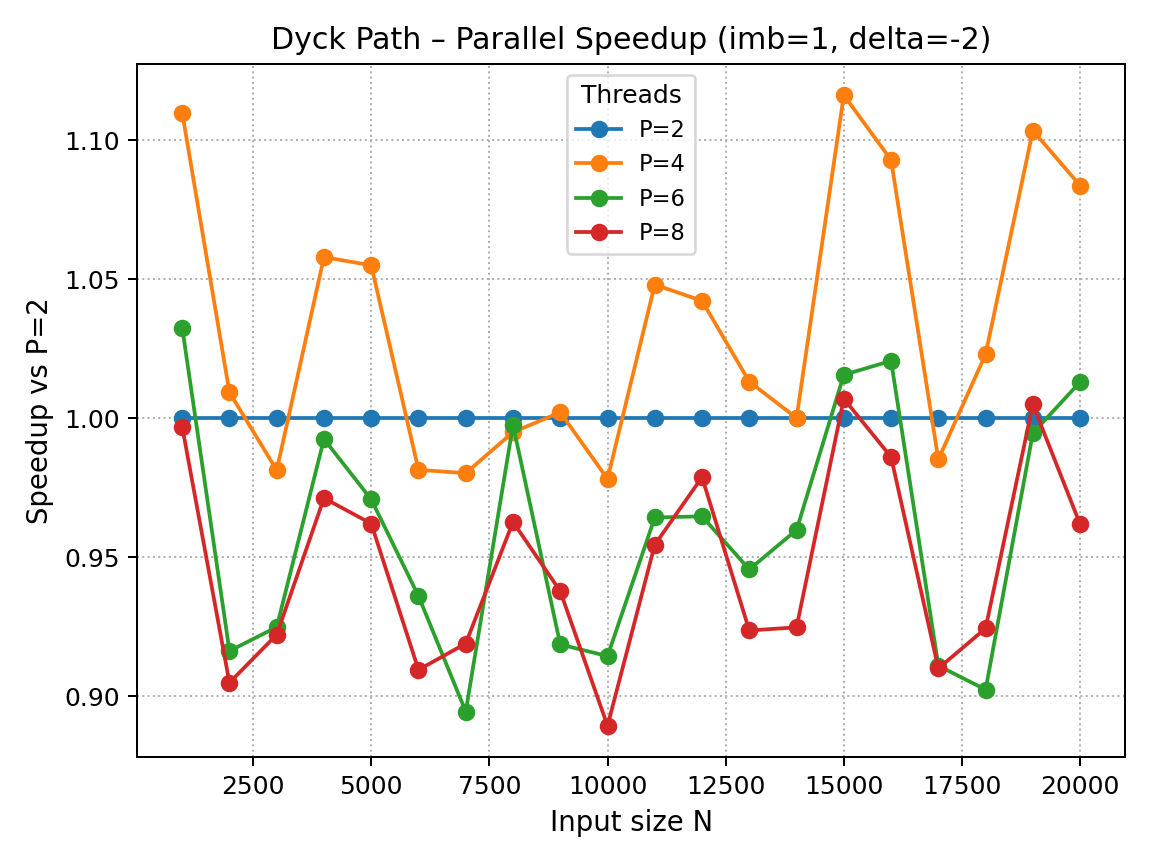 Dyck Path – Parallel Speedup (imb=1, delta=-2)
Threads
P=2
P=4
P=6
P=8
Speedup vs P=2
1.10
1.05
1.00
0.95
0.90
2500 5000 7500 10000 12500 15000 17500 20000
Input size N